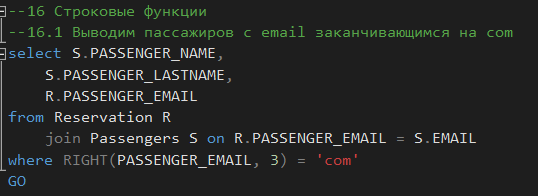 --16 Строковые функции
--16.1 Выводим пассажиров с email заканчивающимся на com
select S.PASSENGER_NAME,
    S.PASSENGER_LASTNAME,
    R.PASSENGER_EMAIL
from Reservation R
    join Passengers S on R.PASSENGER_EMAIL = S.EMAIL
where RIGHT(PASSENGER_EMAIL, 3) = 'com'
GO